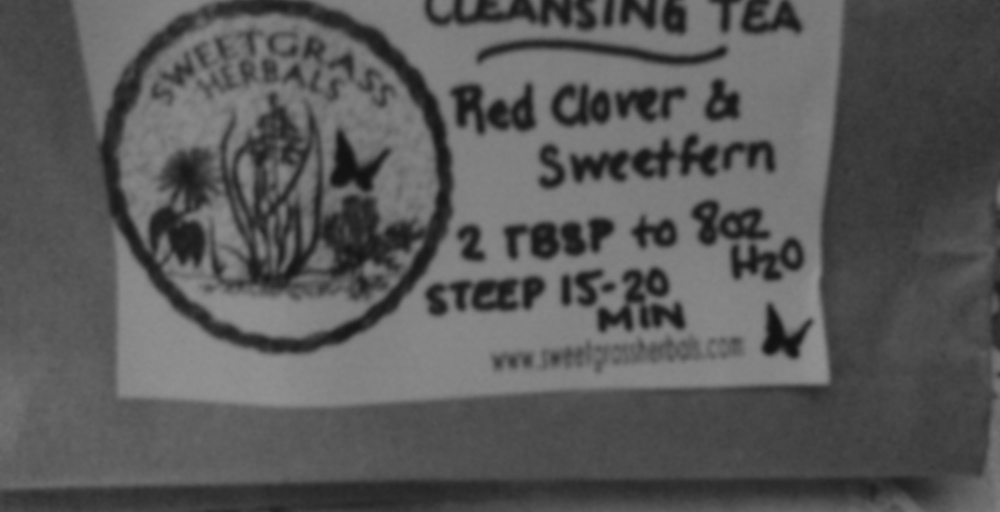 SWEETGRASS
HERBALS
CLEANSING TEA
Red Clover &
Sweetfern
2 TBSP to 8oz
H2O
STEEP 15-20
MIN
www.sweetgrassherbals.com